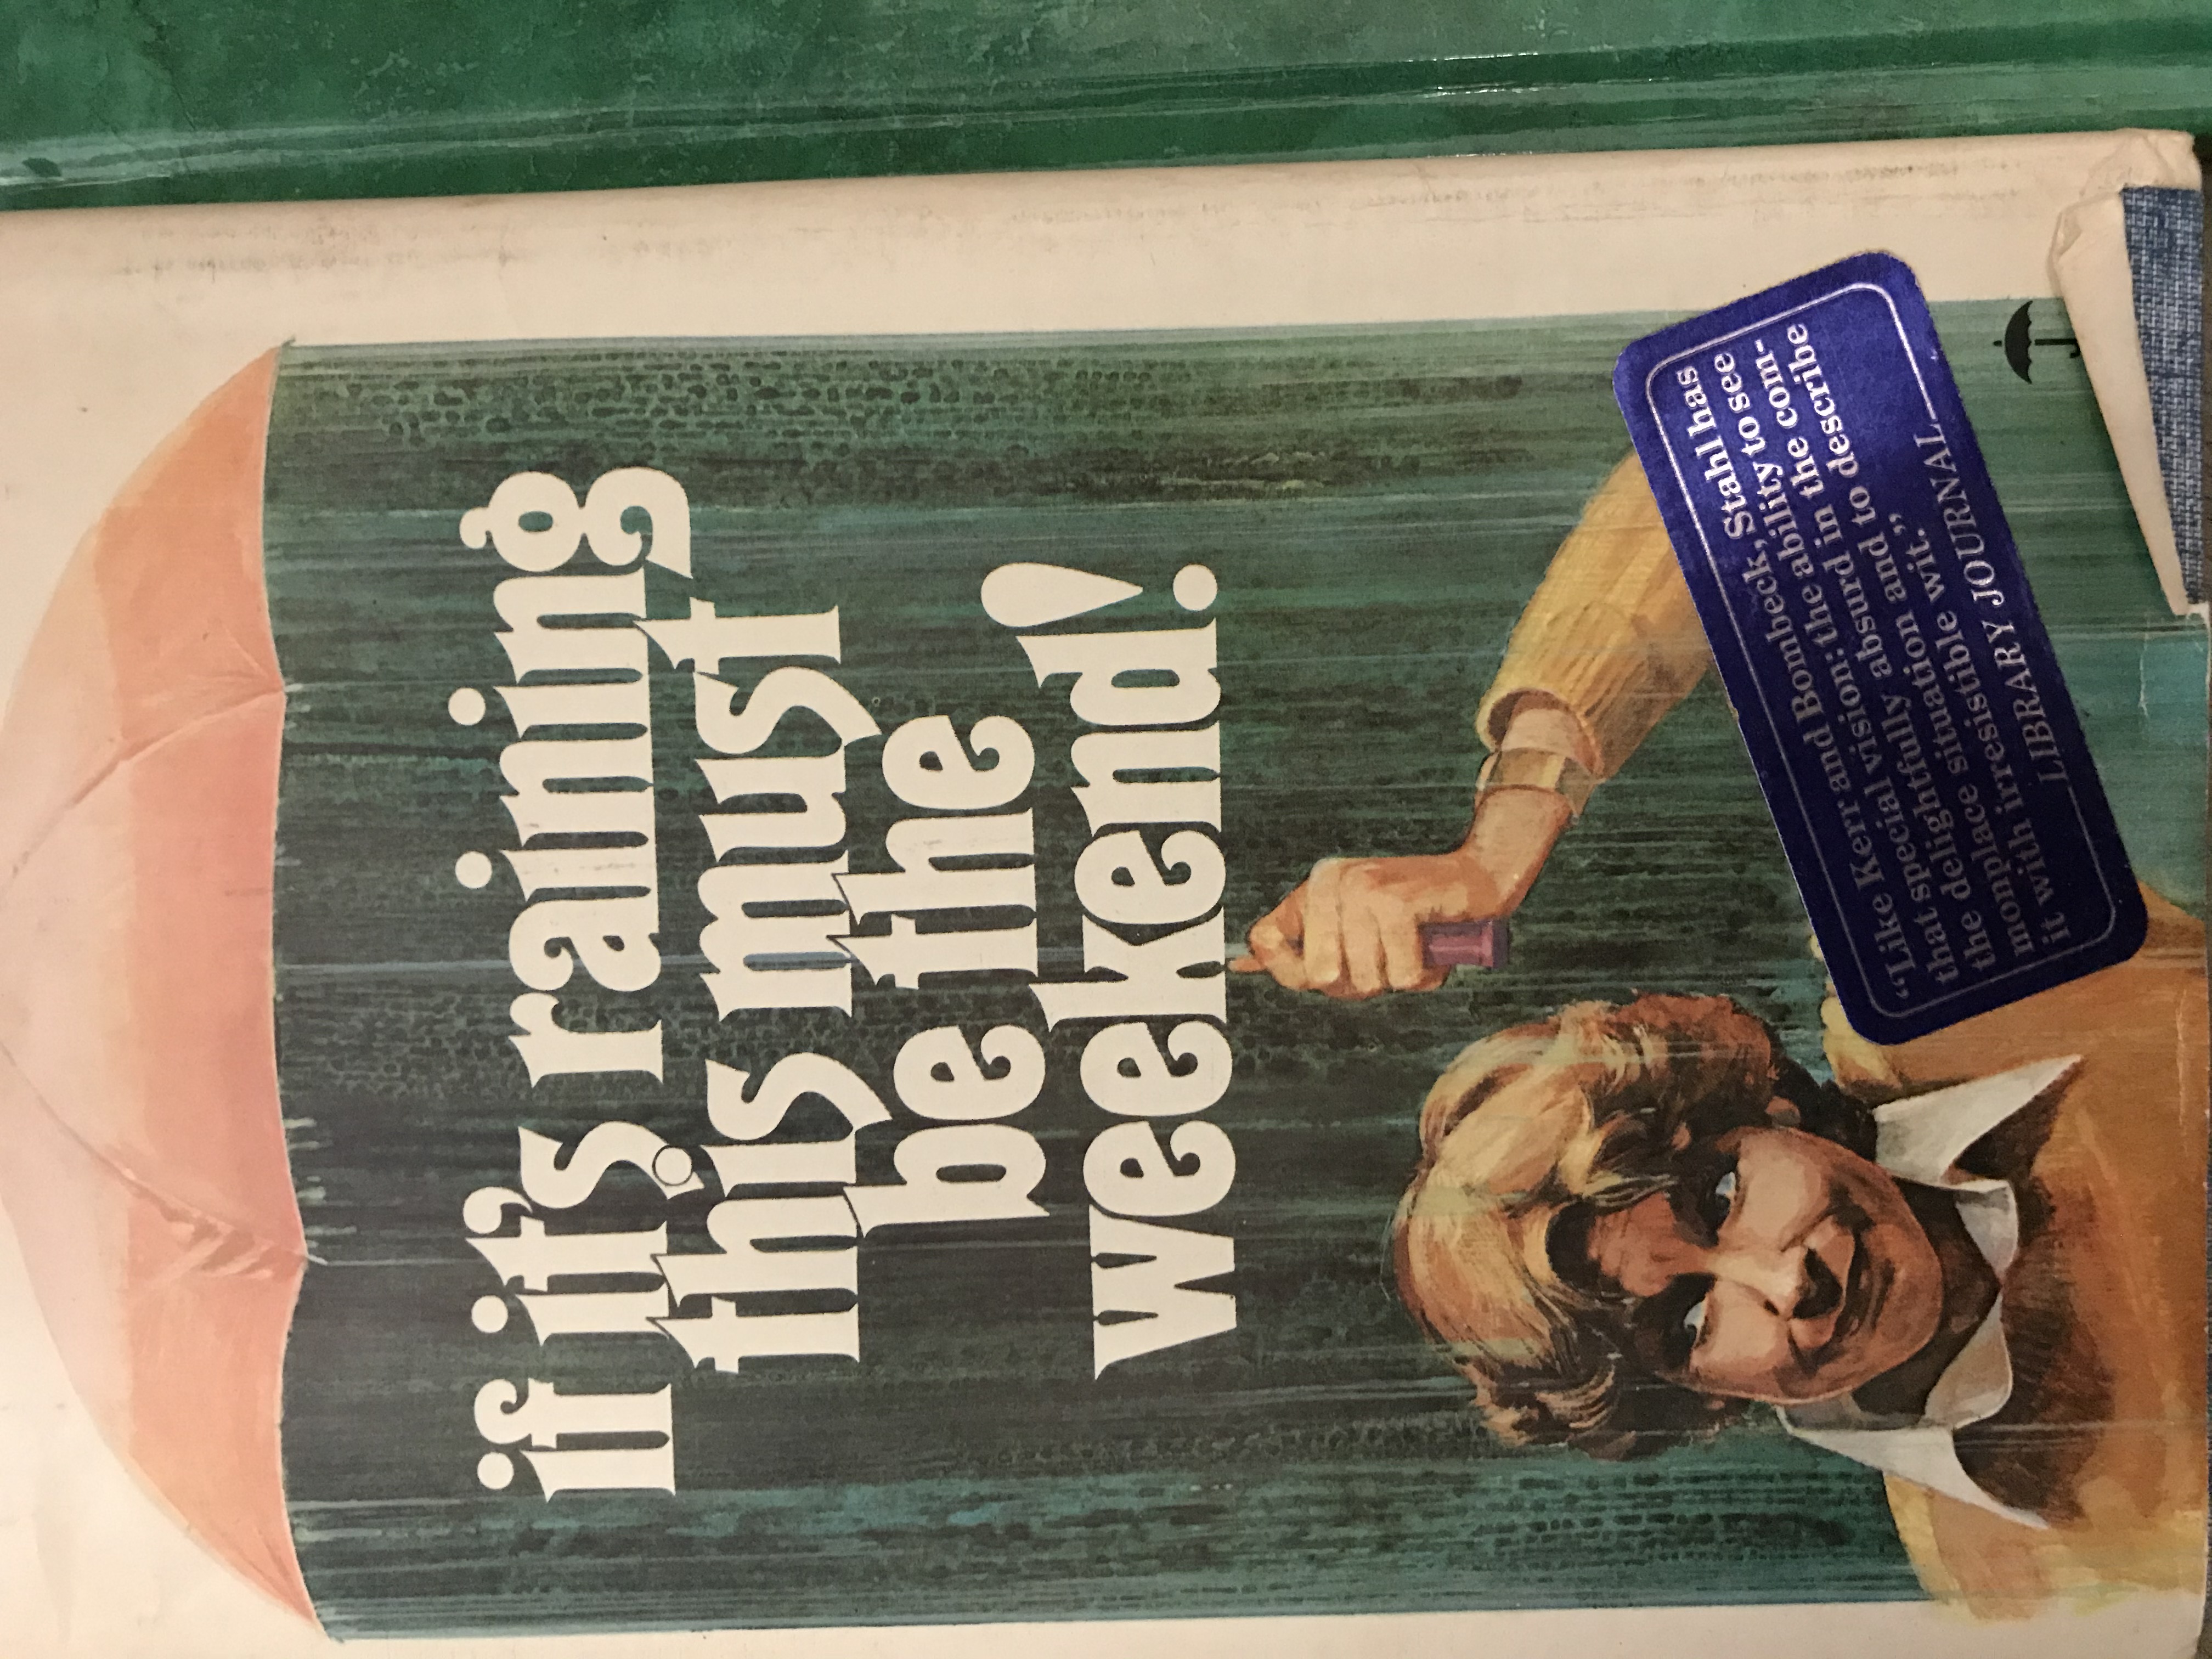 if it's raining
this must
be the
weekend!
“Like Kerr and Bombeck, Stahl has
that special vision: the ability to see
the delightfully absurd in the com-
monplace situation and to describe
it with irresistible wit.”
LIBRARY JOURNAL